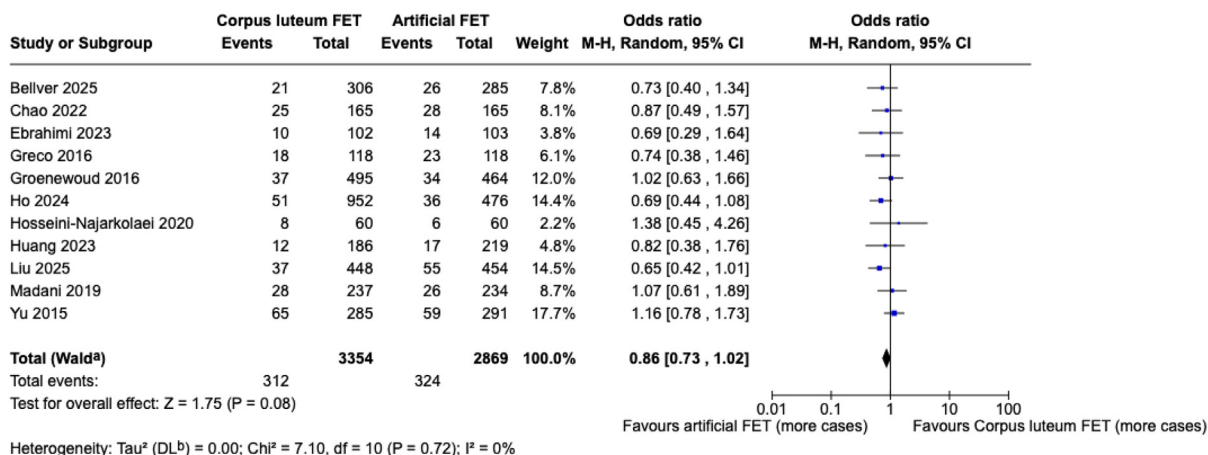 Corpus luteum FET Artificial FET Odds ratio Odds ratio
Study or Subgroup Events Total Events Total Weight M-H, Random, 95% CI M-H, Random, 95% CI
Bellver 2025 21 306 26 285 7.8% 0.73 [0.40 , 1.34]
Chao 2022 25 165 28 165 8.1% 0.87 [0.49 , 1.57]
Ebrahimi 2023 10 102 14 103 3.8% 0.69 [0.29 , 1.64]
Greco 2016 18 118 23 118 6.1% 0.74 [0.38 , 1.46]
Groenewoud 2016 37 495 34 464 12.0% 1.02 [0.63 , 1.66]
Ho 2024 51 952 36 476 14.4% 0.69 [0.44 , 1.08]
Hosseini-Najarkolaei 2020 8 60 6 60 2.2% 1.38 [0.45 , 4.26]
Huang 2023 12 186 17 219 4.8% 0.82 [0.38 , 1.76]
Liu 2025 37 448 55 454 14.5% 0.65 [0.42 , 1.01]
Madani 2019 28 237 26 234 8.7% 1.07 [0.61 , 1.89]
Yu 2015 65 285 59 291 17.7% 1.16 [0.78 , 1.73]
Total (Waldᵃ) 3354 2869 100.0% 0.86 [0.73 , 1.02]
Total events: 312 324
Test for overall effect: Z = 1.75 (P = 0.08)
0.01 0.1 1 10 100
Favours artificial FET (more cases) Favours Corpus luteum FET (more cases)
Heterogeneity: Tau² (DLᵇ) = 0.00; Chi² = 7.10, df = 10 (P = 0.72); I² = 0%